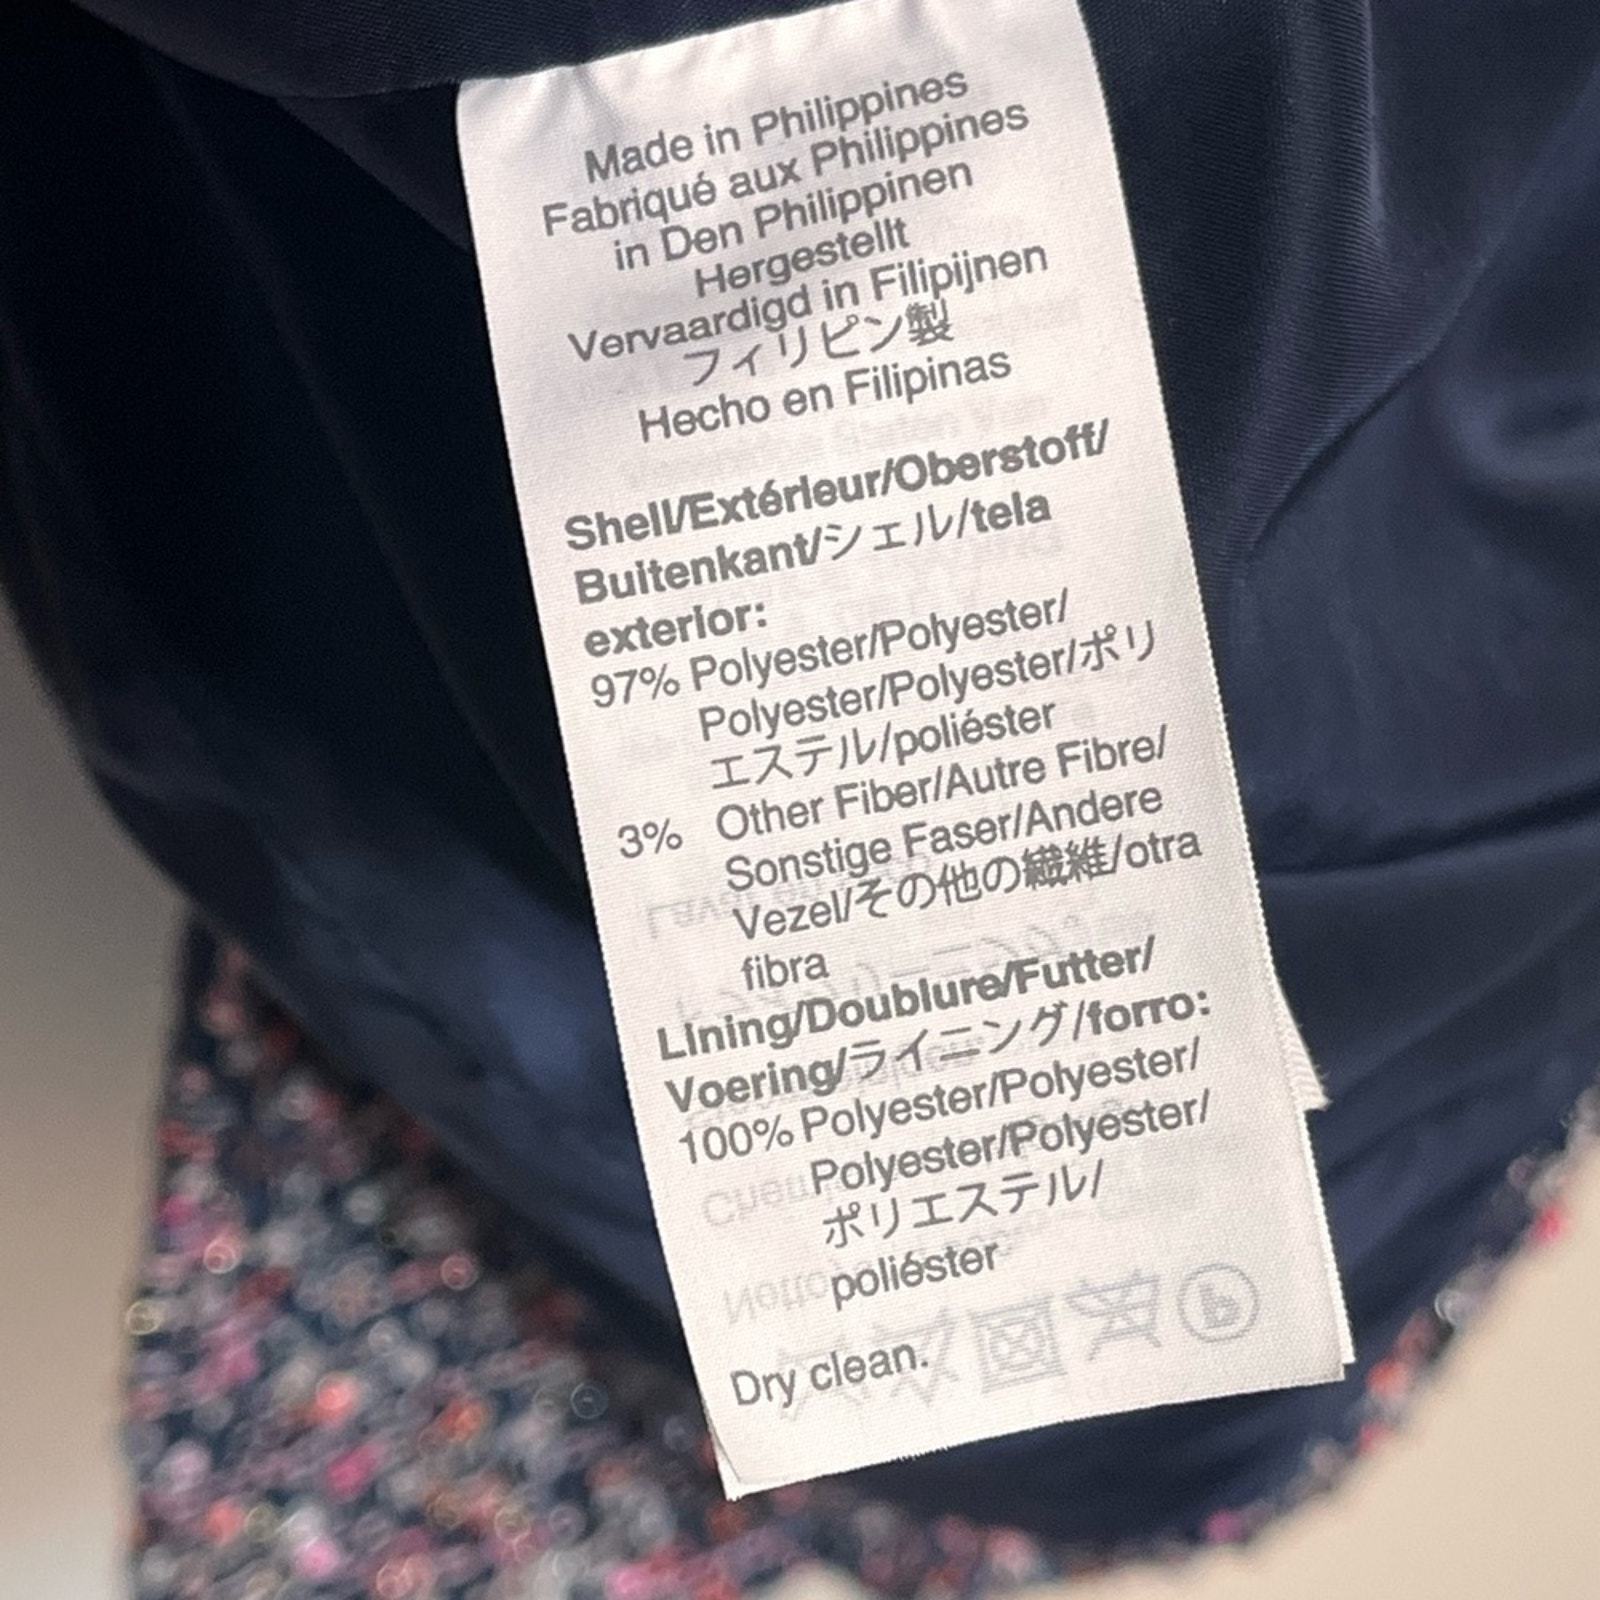 Made in Philippines
Fabriqué aux Philippines
in Den Philippinen
Hergestellt
Vervaardigd in Filipijnen
フィリピン製
Hecho en Filipinas
Shell/Extérieur/Oberstoff/
Buitenkant/シェル/tela
exterior:
97% Polyester/Polyester/
Polyester/Polyester/ポリ
エステル/poliéster
3% Other Fiber/Autre Fibre/
Sonstige Faser/Andere
Vezel/その他の繊維/otra
fibra
Lining/Doublure/Futter/
Voering/ライニング/forro:
100% Polyester/Polyester/
Polyester/Polyester/
ポリエステル/
poliéster
Dry clean.